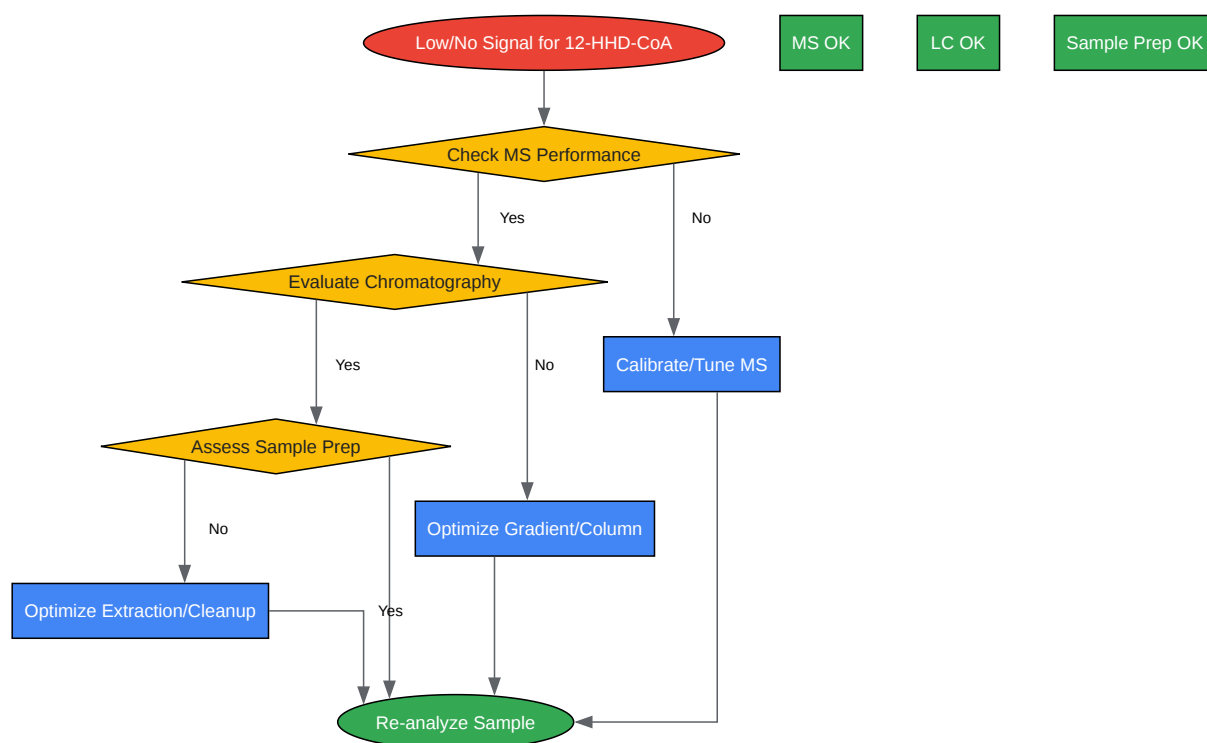 Low/No Signal for 12-HHD-CoA
MS OK
LC OK
Sample Prep OK
Check MS Performance
Yes
No
Evaluate Chromatography
Yes
No
Calibrate/Tune MS
Assess Sample Prep
No
Optimize Gradient/Column
Optimize Extraction/Cleanup
Yes
Re-analyze Sample